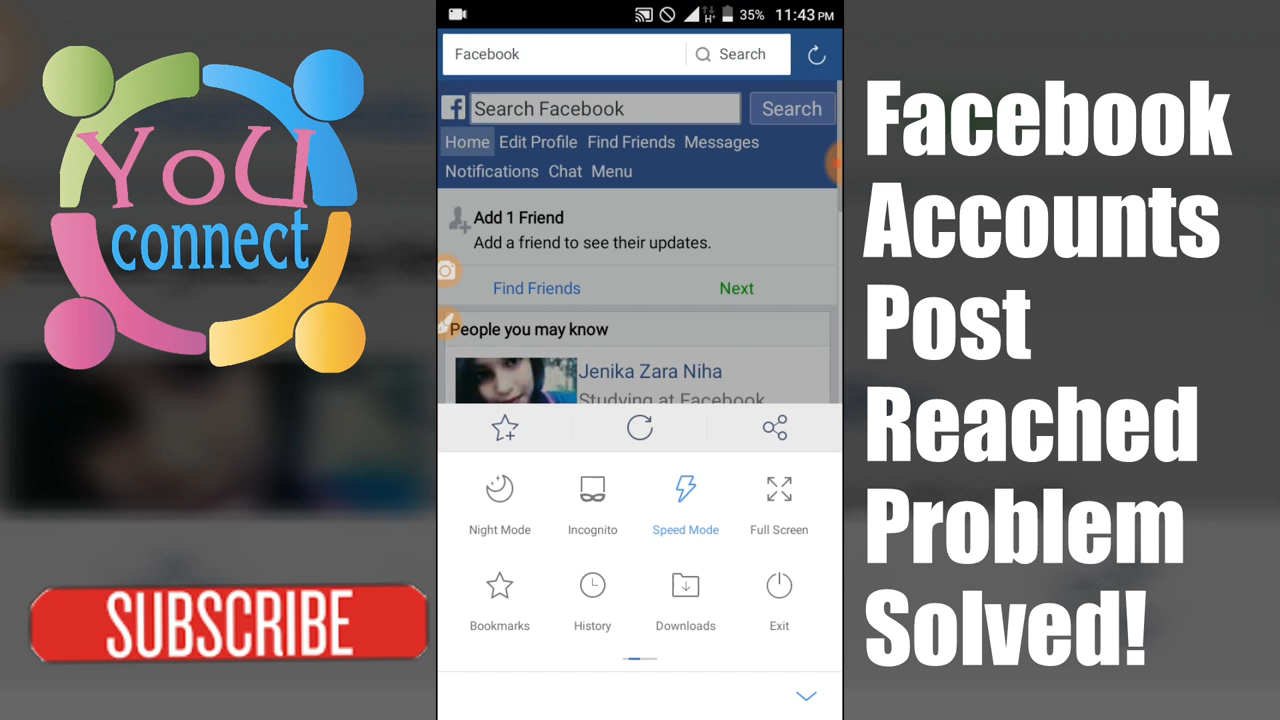 YoU
connect
SUBSCRIBE
H+ 35% 11:43 PM
Facebook Search
Search Facebook Search
Home Edit Profile Find Friends Messages
Notifications Chat Menu
Add 1 Friend
Add a friend to see their updates.
Find Friends Next
People you may know
Jenika Zara Niha
Studying at Facebook
Night Mode Incognito Speed Mode Full Screen
Bookmarks History Downloads Exit
Facebook
Accounts
Post
Reached
Problem
Solved!